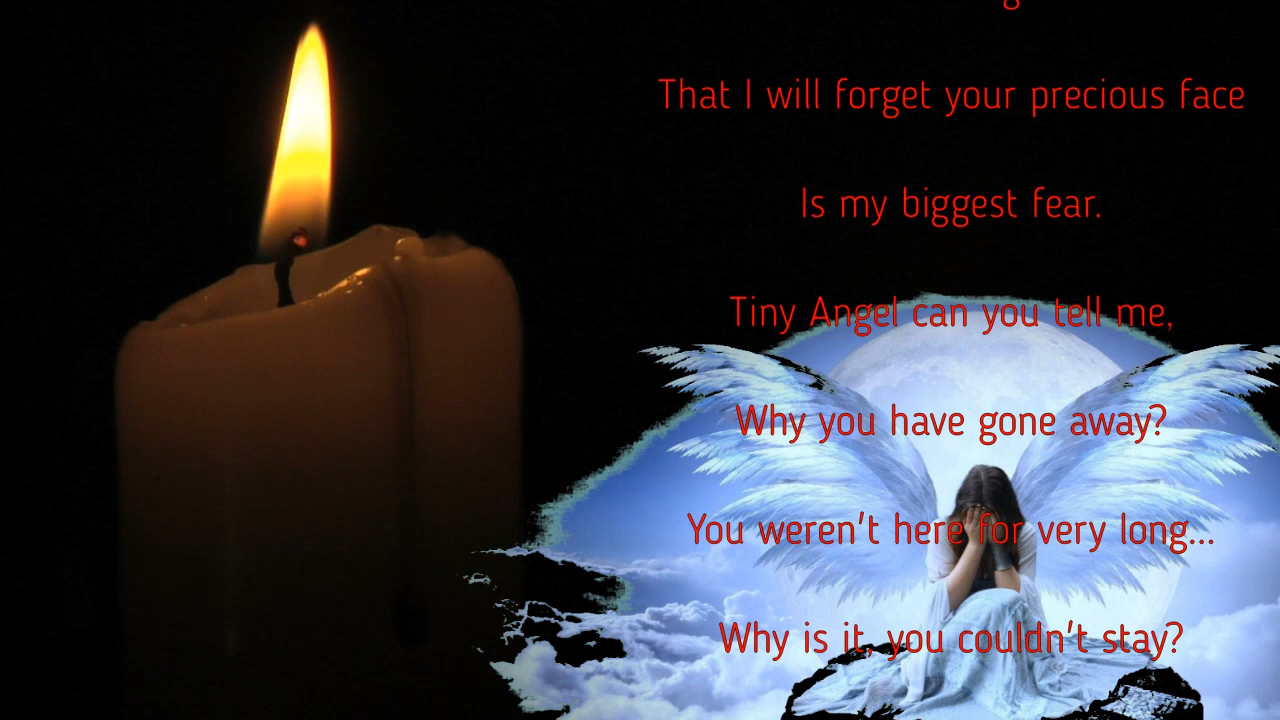 That I will forget your precious face
Is my biggest fear.
Tiny Angel can you tell me,
Why you have gone away?
You weren't here for very long...
Why is it, you couldn't stay?